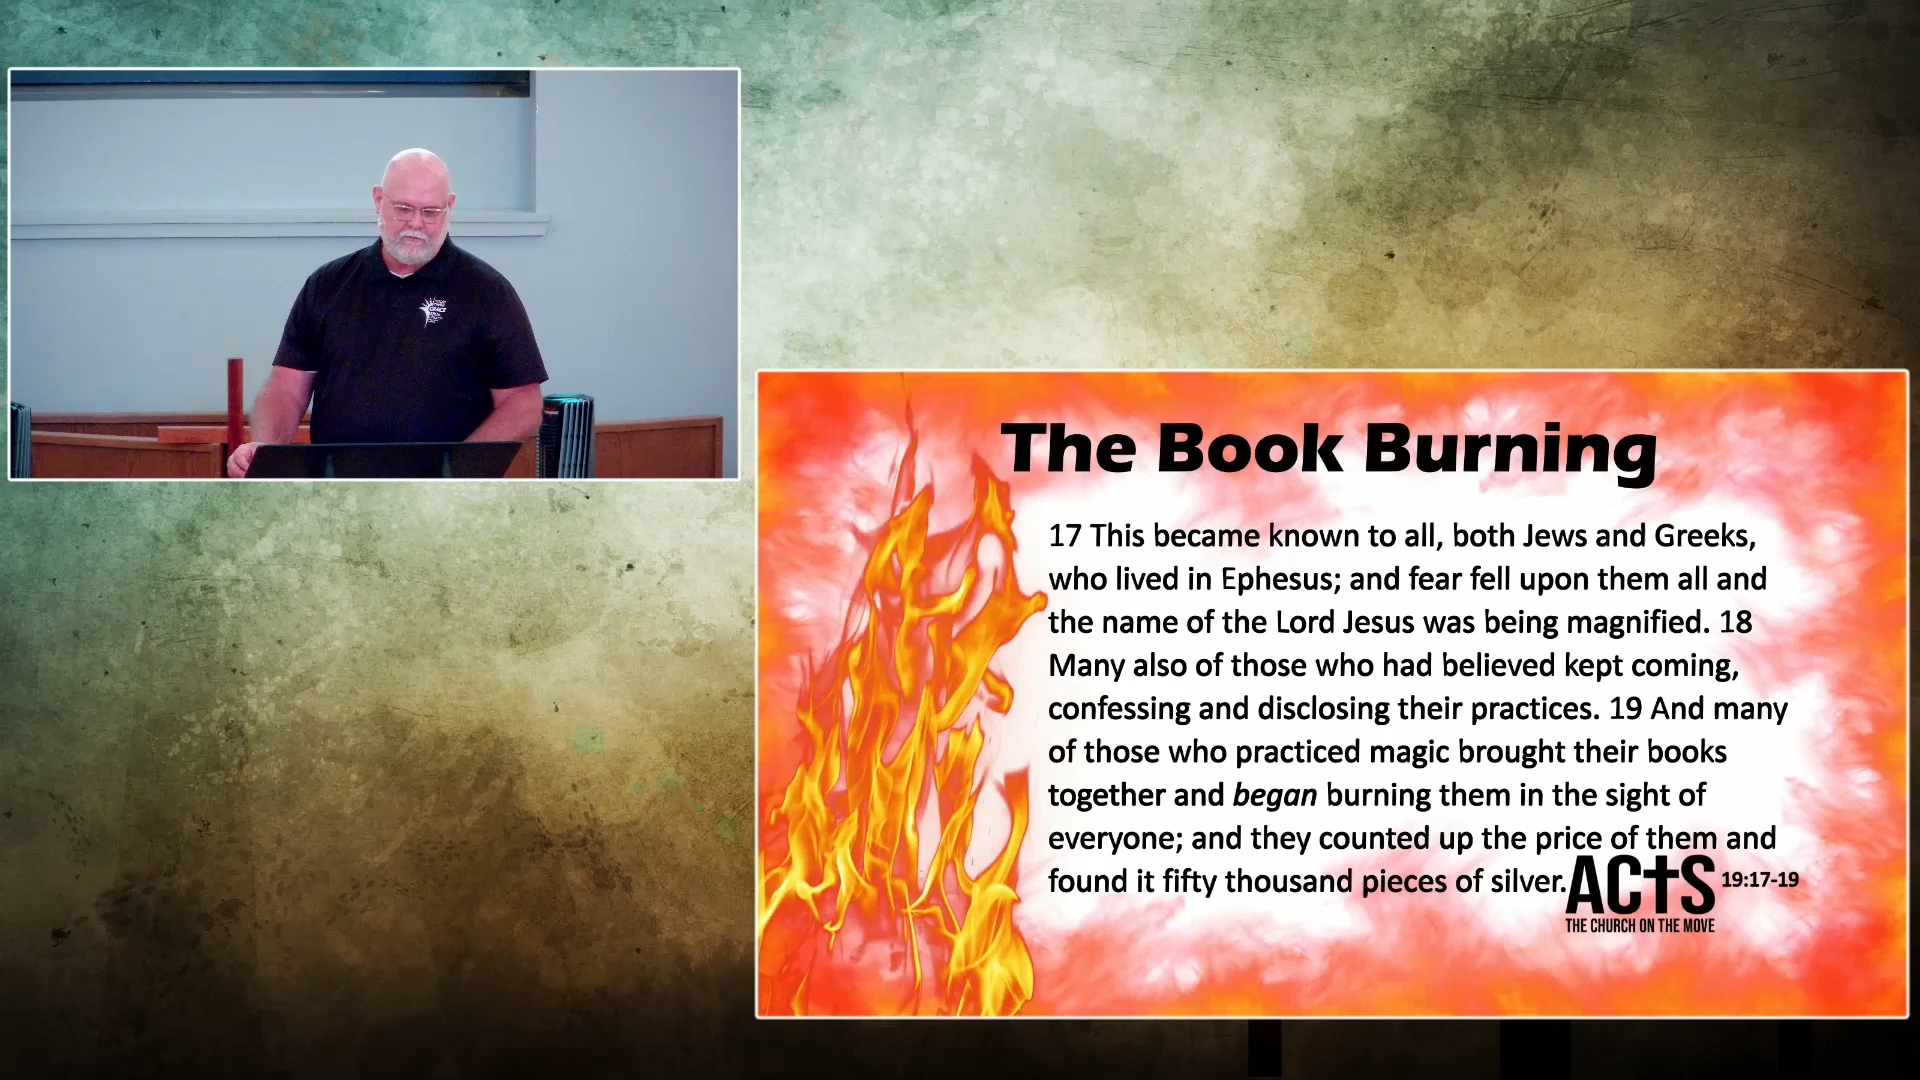 GRACE
The Book Burning
17 This became known to all, both Jews and Greeks,
who lived in Ephesus; and fear fell upon them all and
the name of the Lord Jesus was being magnified. 18
Many also of those who had believed kept coming,
confessing and disclosing their practices. 19 And many
of those who practiced magic brought their books
together and began burning them in the sight of
everyone; and they counted up the price of them and
found it fifty thousand pieces of silver.
ACTS 19:17-19
THE CHURCH ON THE MOVE